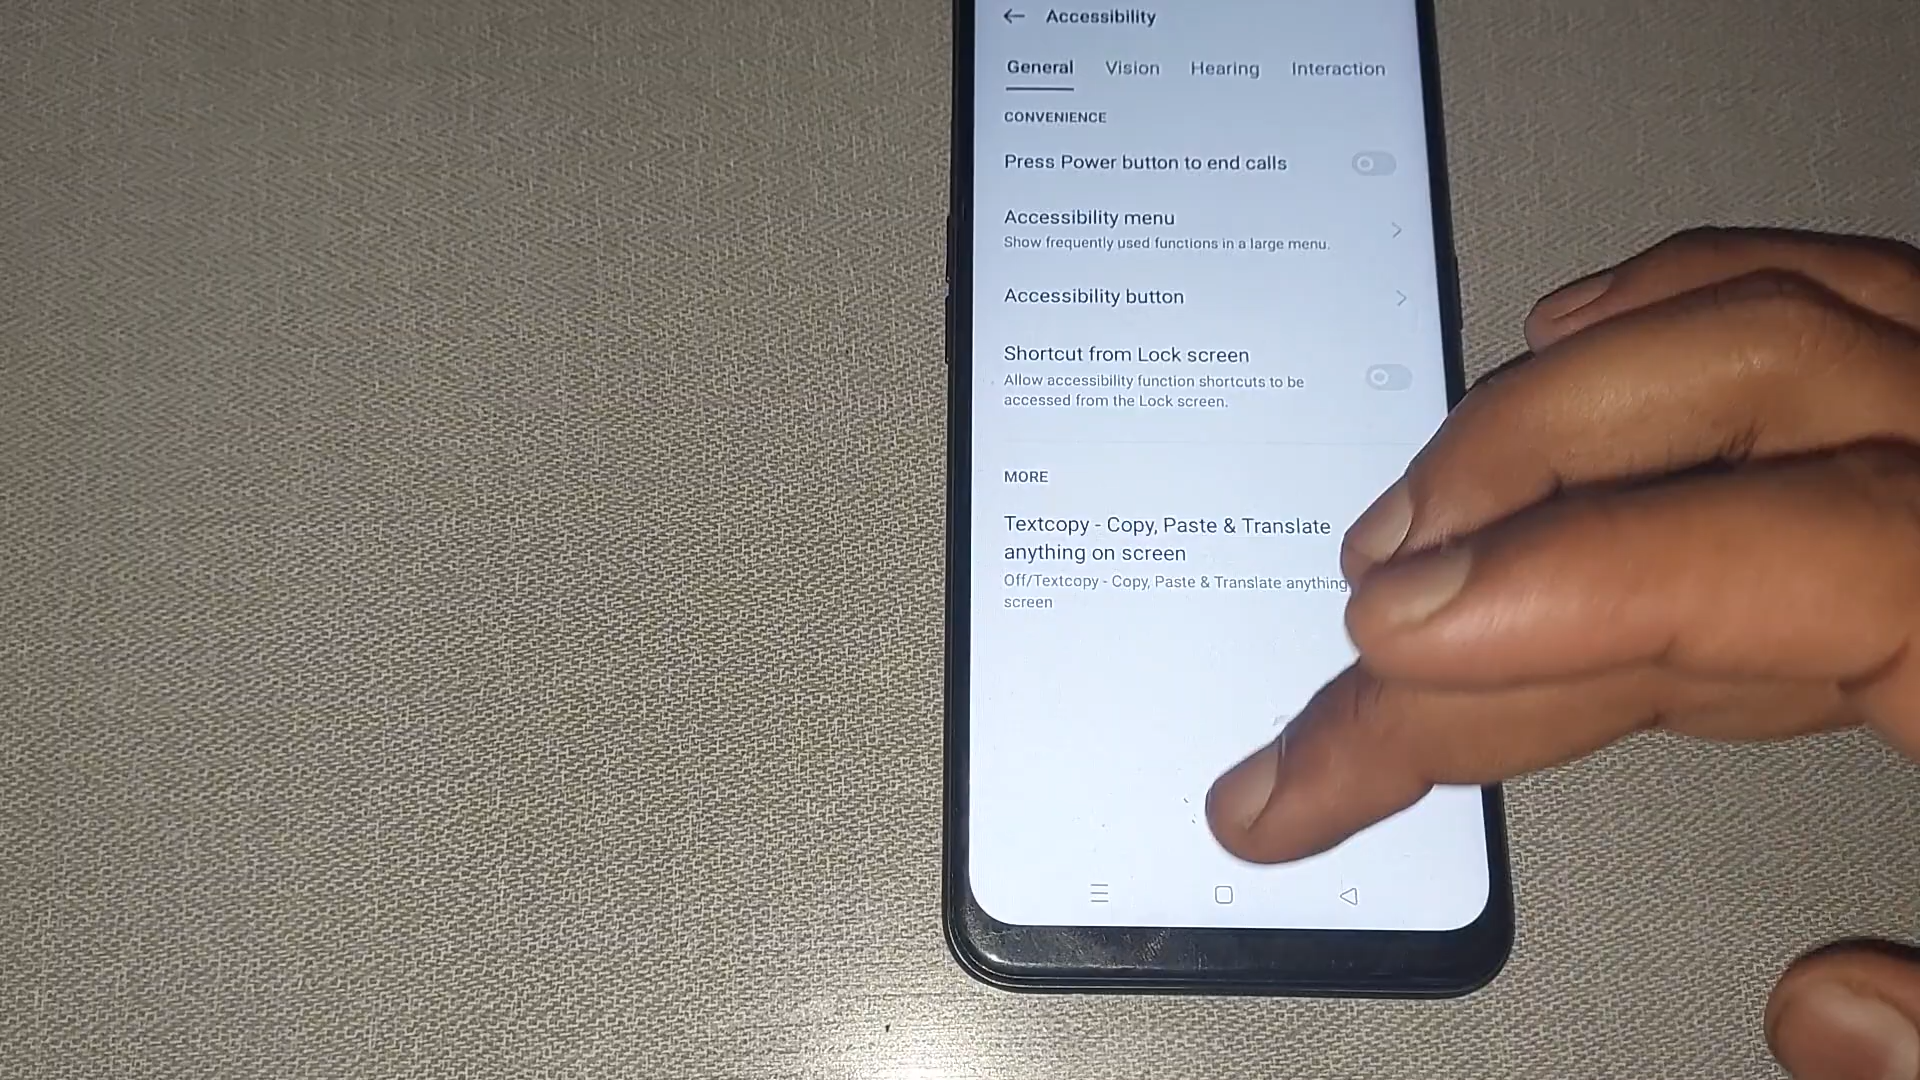 Accessibility
General Vision Hearing Interaction
CONVENIENCE
Press Power button to end calls
Accessibility menu
Show frequently used functions in a large menu.
Accessibility button
Shortcut from Lock screen
Allow accessibility function shortcuts to be
accessed from the Lock screen.
MORE
Textcopy - Copy, Paste & Translate
anything on screen
Off/Textcopy - Copy, Paste & Translate anything
screen